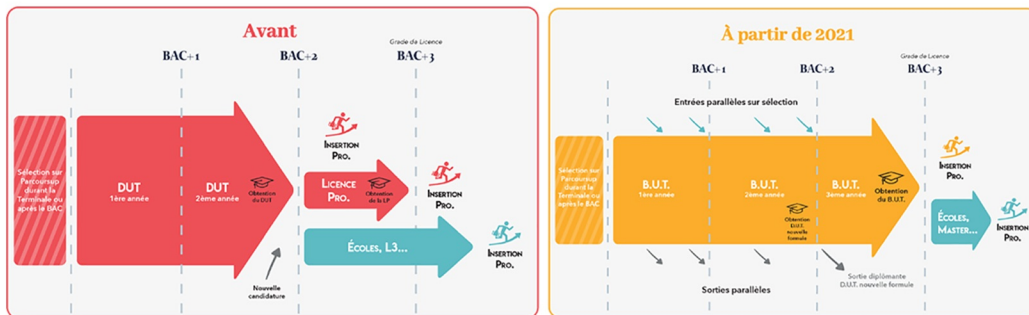 Avant
Grade de Licence
BAC+1
BAC+2
BAC+3
Sélection sur
Parcoursup
durant la
Terminale ou
après le BAC
DUT
1ère année
DUT
2ème année
Obtention
du DUT
Nouvelle
candidature
INSERTION
PRO.
LICENCE
PRO.
Obtention
de la LP
INSERTION
PRO.
ÉCOLES, L3...
INSERTION
PRO.
À partir de 2021
Grade de Licence
BAC+1
BAC+2
BAC+3
Entrées parallèles sur sélection
Sélection sur
Parcoursup
durant la
Terminale ou
après le BAC
B.U.T.
1ère année
B.U.T.
2ème année
Obtention
D.U.T.
nouvelle
formule
B.U.T.
3ème année
Obtention
du B.U.T.
INSERTION
PRO.
ÉCOLES,
MASTER...
INSERTION
PRO.
Sorties parallèles
Sortie diplômante
D.U.T. nouvelle formule